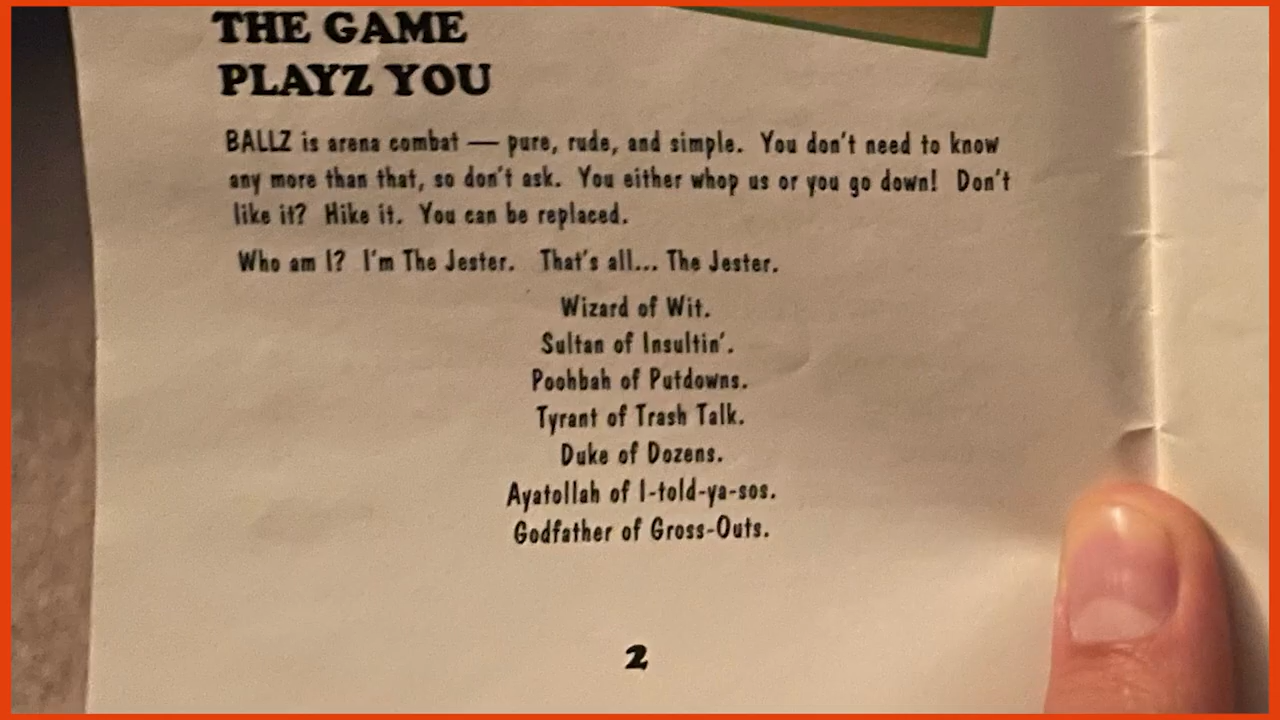 THE GAME
PLAYZ YOU
BALLZ is arena combat — pure, rude, and simple. You don't need to know
any more than that, so don't ask. You either whop us or you go down! Don't
like it? Hike it. You can be replaced.
Who am I? I'm The Jester. That's all... The Jester.
Wizard of Wit.
Sultan of Insultin'.
Poohbah of Putdowns.
Tyrant of Trash Talk.
Duke of Dozens.
Ayatollah of I-told-ya-sos.
Godfather of Gross-Outs.
2